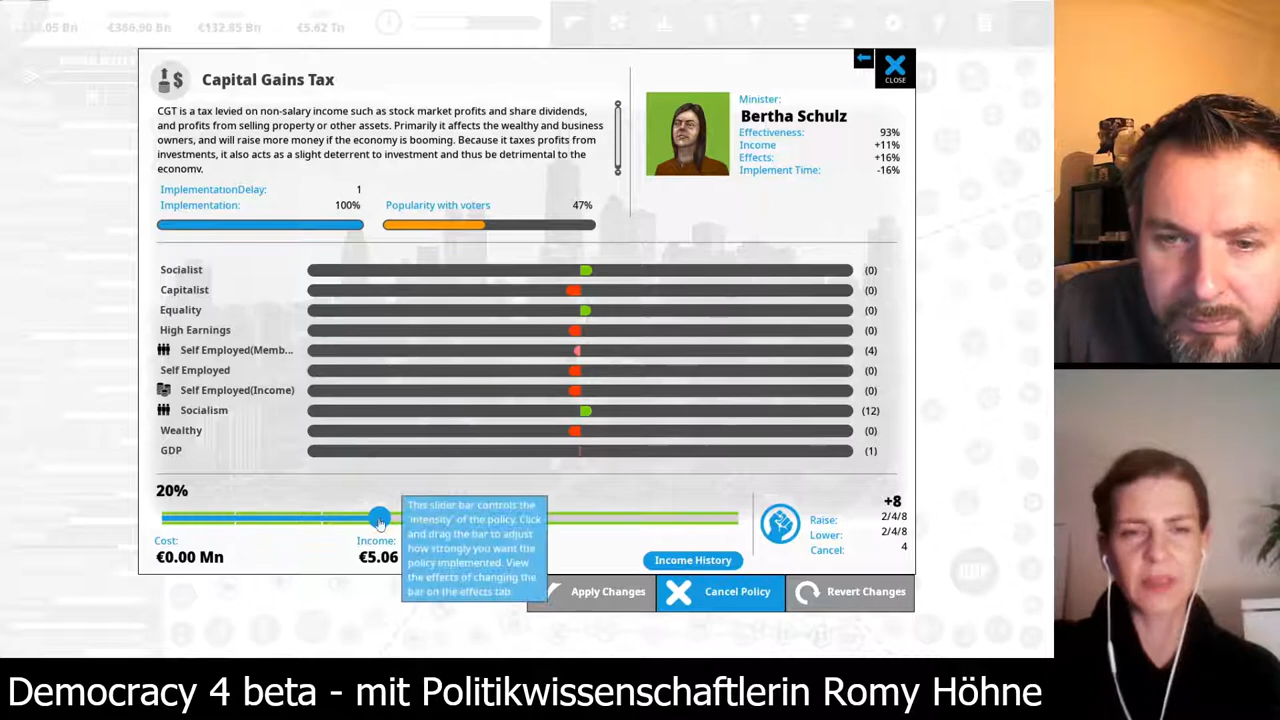 €366.90 Bn
€132.85 Bn
€5.62 Tn
Capital Gains Tax
CLOSE
CGT is a tax levied on non-salary income such as stock market profits and share dividends,
and profits from selling property or other assets. Primarily it affects the wealthy and business
owners, and will raise more money if the economy is booming. Because it taxes profits from
investments, it also acts as a slight deterrent to investment and thus be detrimental to the
economy.
Minister:
Bertha Schulz
Effectiveness: 93%
Income +11%
Effects: +16%
Implement Time: -16%
ImplementationDelay: 1
Implementation: 100%
Popularity with voters 47%
Socialist (0)
Capitalist (0)
Equality (0)
High Earnings (0)
Self Employed(Memb... (4)
Self Employed (0)
Self Employed(Income) (0)
Socialism (12)
Wealthy (0)
GDP (1)
20%
This slider bar controls the
'intensity' of the policy. Click
and drag the bar to adjust
how strongly you want the
policy implemented. View
the effects of changing the
bar on the effects tab
Cost:
€0.00 Mn
Income:
€5.06
Income History
+8
Raise: 2/4/8
Lower: 2/4/8
Cancel: 4
Apply Changes
Cancel Policy
Revert Changes
Democracy 4 beta - mit Politikwissenschaftlerin Romy Höhne